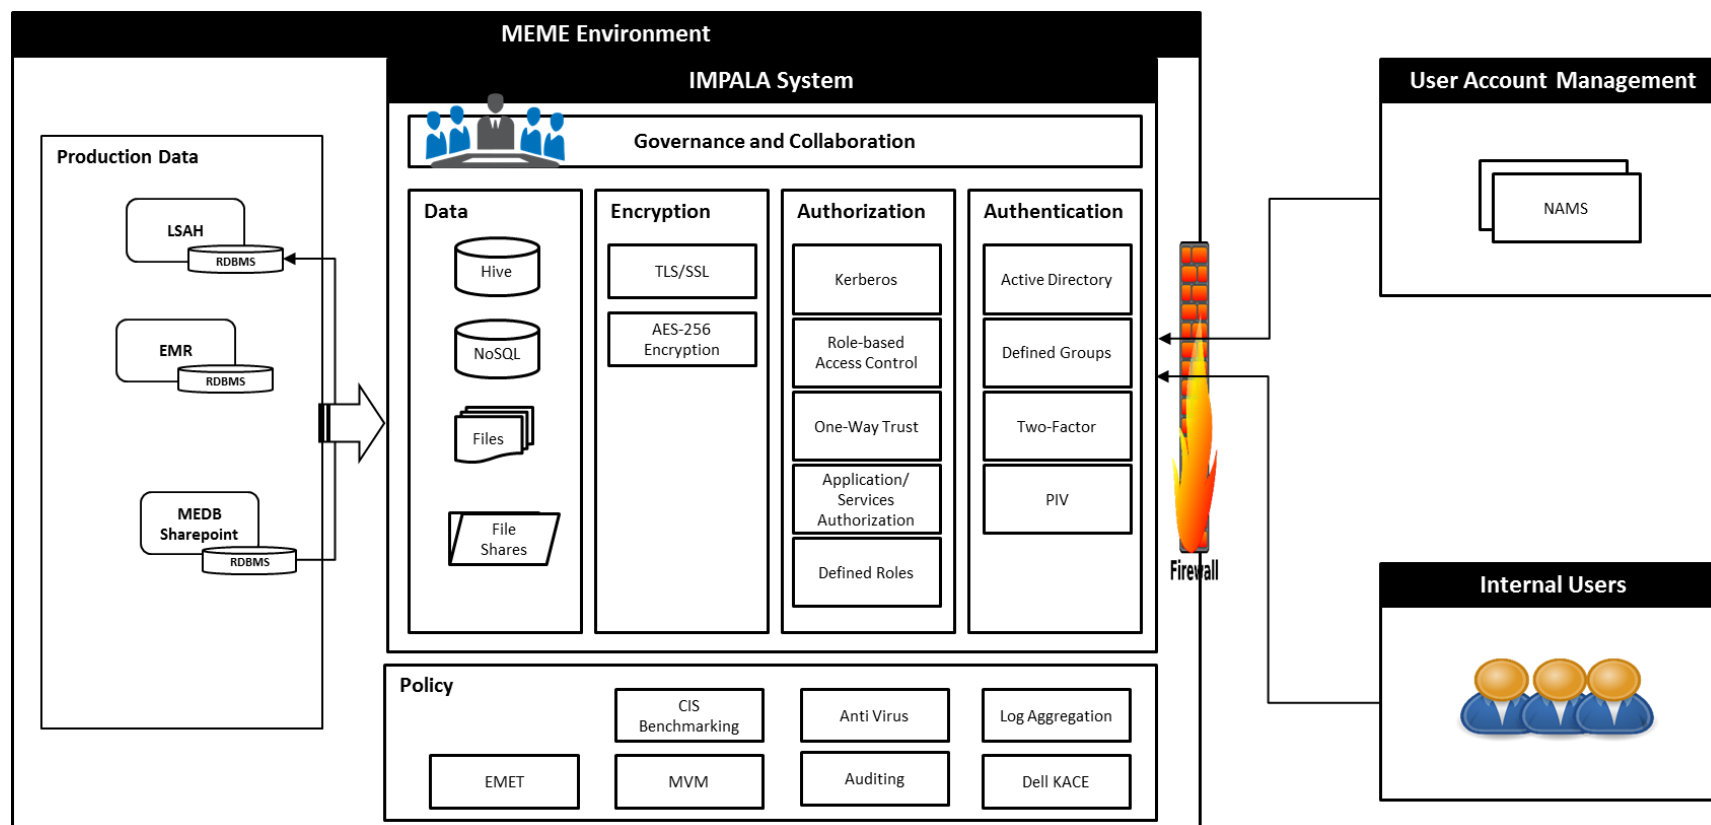 MEME Environment
IMPALA System
User Account Management
Governance and Collaboration
Production Data
LSAH
RDBMS
EMR
RDBMS
MEDB
Sharepoint
RDBMS
Data
Hive
NoSQL
Files
File
Shares
Encryption
TLS/SSL
AES-256
Encryption
Authorization
Kerberos
Role-based
Access Control
One-Way Trust
Application/
Services
Authorization
Defined Roles
Authentication
Active Directory
Defined Groups
Two-Factor
PIV
Firewall
NAMS
Internal Users
Policy
CIS
Benchmarking
Anti Virus
Log Aggregation
EMET
MVM
Auditing
Dell KACE